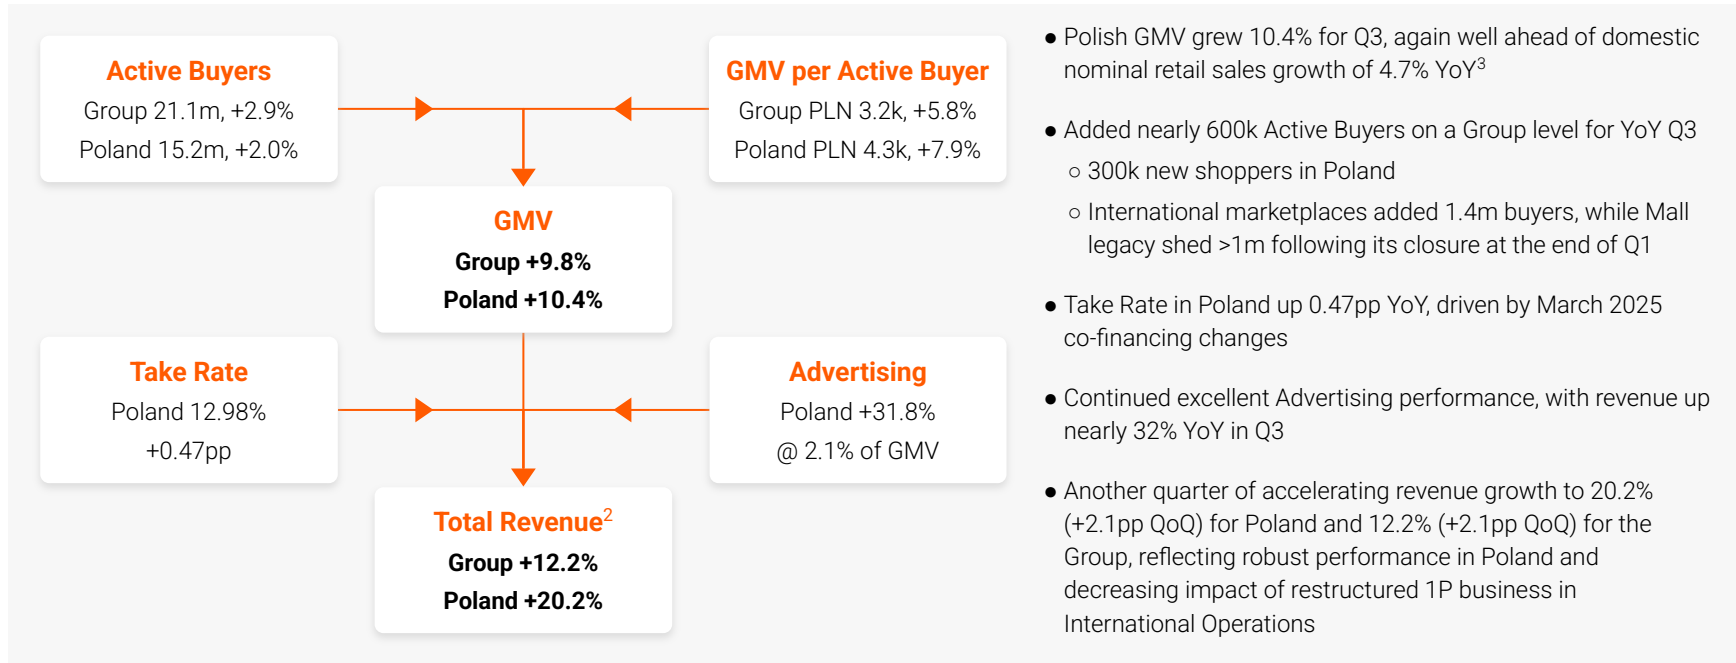 Active Buyers
Group 21.1m, +2.9%
Poland 15.2m, +2.0%
GMV per Active Buyer
Group PLN 3.2k, +5.8%
Poland PLN 4.3k, +7.9%
GMV
Group +9.8%
Poland +10.4%
Take Rate
Poland 12.98%
+0.47pp
Advertising
Poland +31.8%
@ 2.1% of GMV
Total Revenue²
Group +12.2%
Poland +20.2%
● Polish GMV grew 10.4% for Q3, again well ahead of domestic
nominal retail sales growth of 4.7% YoY³
● Added nearly 600k Active Buyers on a Group level for YoY Q3
○ 300k new shoppers in Poland
○ International marketplaces added 1.4m buyers, while Mall
legacy shed >1m following its closure at the end of Q1
● Take Rate in Poland up 0.47pp YoY, driven by March 2025
co-financing changes
● Continued excellent Advertising performance, with revenue up
nearly 32% YoY in Q3
● Another quarter of accelerating revenue growth to 20.2%
(+2.1pp QoQ) for Poland and 12.2% (+2.1pp QoQ) for the
Group, reflecting robust performance in Poland and
decreasing impact of restructured 1P business in
International Operations